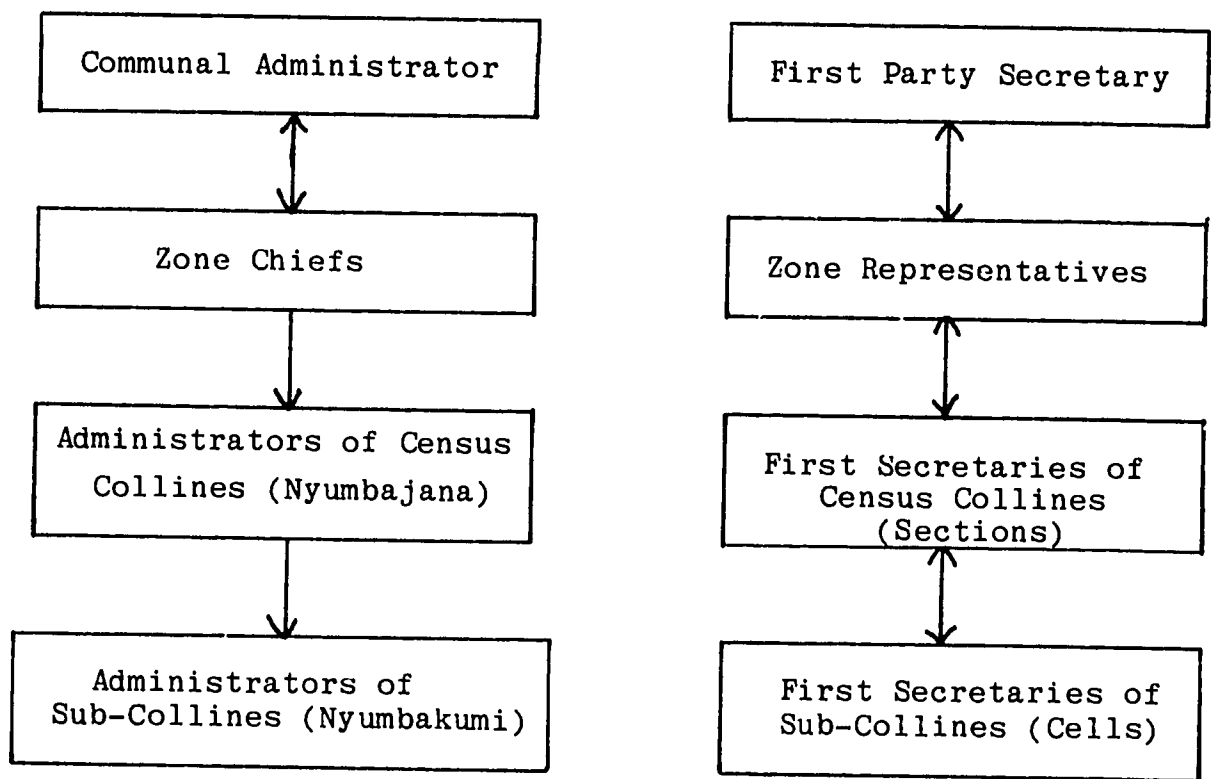 Communal Administrator
Zone Chiefs
Administrators of Census
Collines (Nyumbajana)
Administrators of
Sub-Collines (Nyumbakumi)
First Party Secretary
Zone Representatives
First Secretaries of
Census Collines
(Sections)
First Secretaries of
Sub-Collines (Cells)